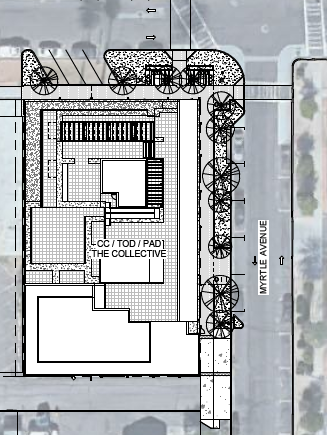 CC / TOD / PAD
THE COLLECTIVE
MYRTLE AVENUE